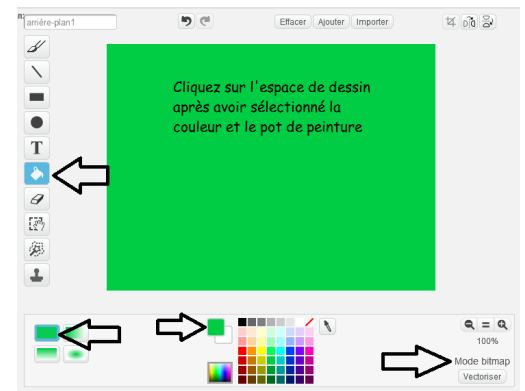 arrière-plan1
Effacer Ajouter Importer
Cliquez sur l'espace de dessin
après avoir sélectionné la
couleur et le pot de peinture
T
100%
Mode bitmap
Vectoriser